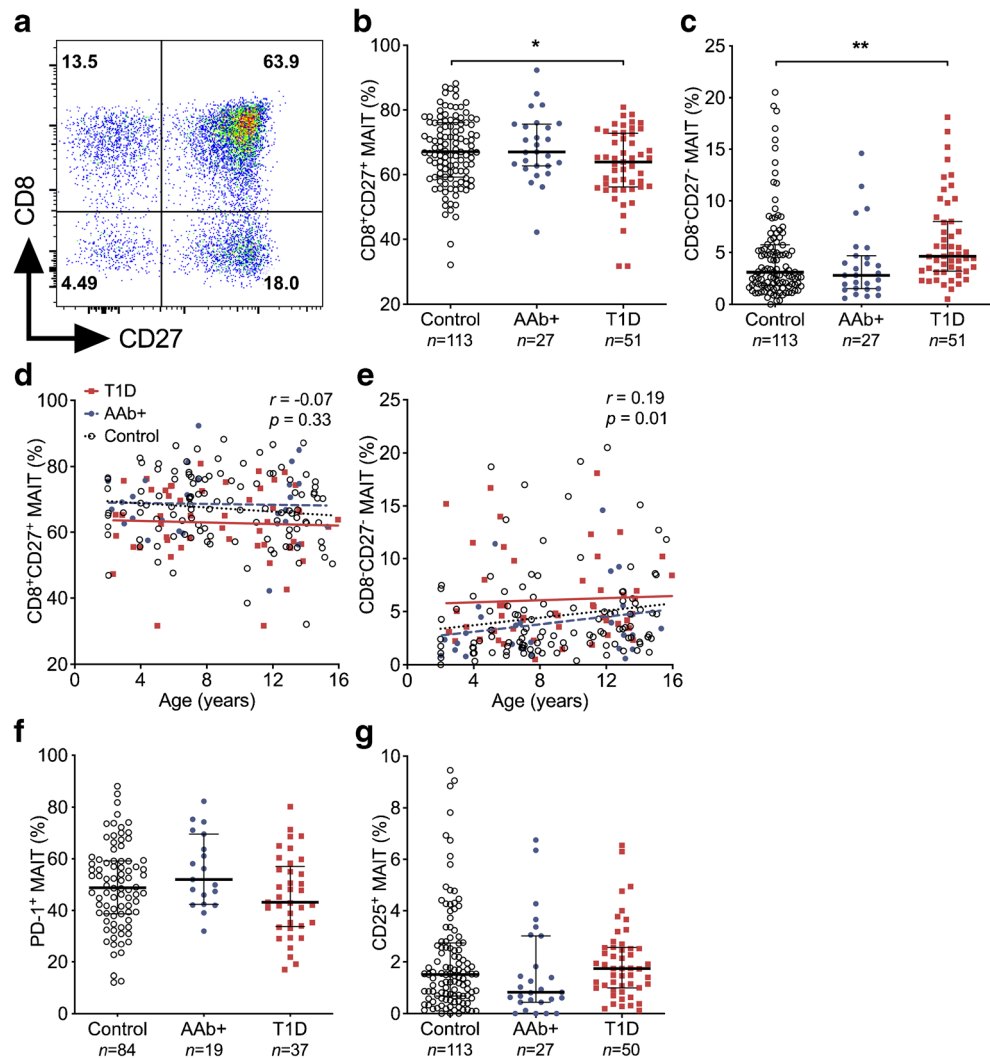 a
13.5 63.9
4.49 18.0
CD8
CD27
b
CD8⁺CD27⁺ MAIT (%)
100
80
60
40
20
*
Control AAb+ T1D
n=113 n=27 n=51
c
CD8⁻CD27⁻ MAIT (%)
25
20
15
10
5
0
**
Control AAb+ T1D
n=113 n=27 n=51
d
T1D
AAb+
Control
r = -0.07
p = 0.33
CD8⁺CD27⁺ MAIT (%)
100
80
60
40
20
0 4 8 12 16
Age (years)
e
r = 0.19
p = 0.01
CD8⁻CD27⁻ MAIT (%)
25
20
15
10
5
0
0 4 8 12 16
Age (years)
f
PD-1⁺ MAIT (%)
100
80
60
40
20
0
Control AAb+ T1D
n=84 n=19 n=37
g
CD25⁺ MAIT (%)
10
8
6
4
2
0
Control AAb+ T1D
n=113 n=27 n=50